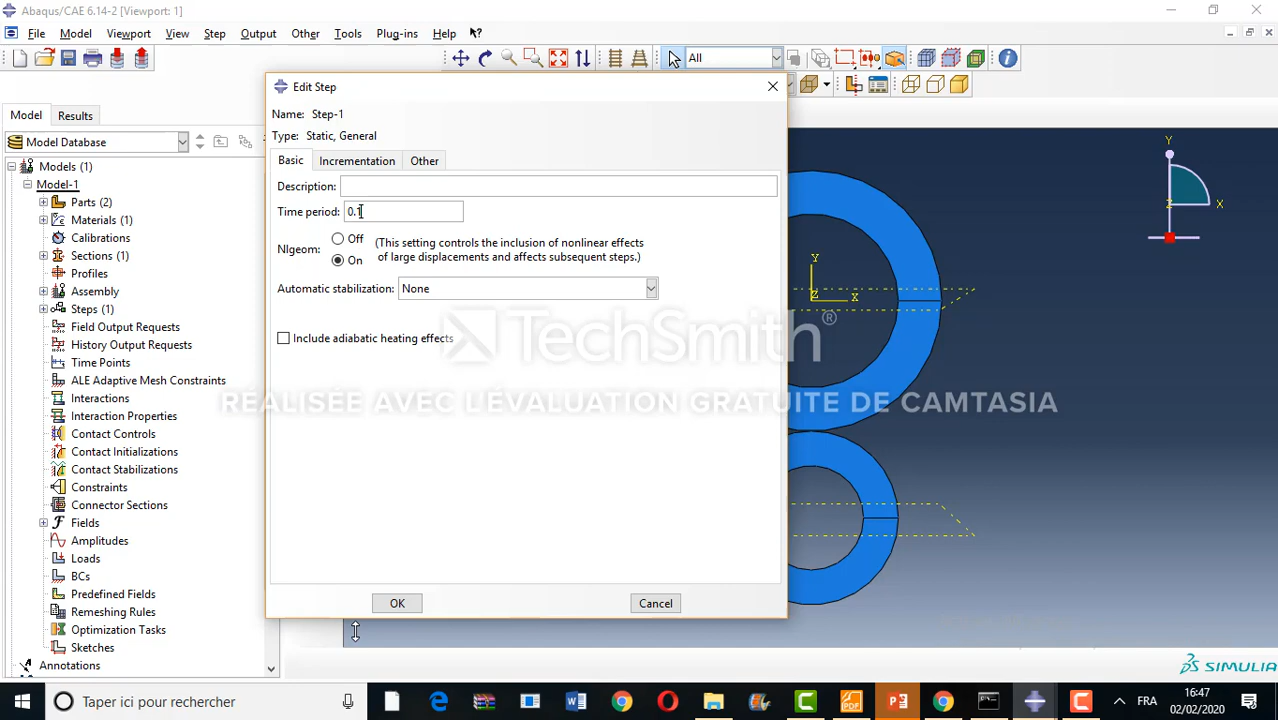 Abaqus/CAE 6.14-2 [Viewport: 1]
File Model Viewport View Step Output Other Tools Plug-ins Help
All
Edit Step
Name: Step-1
Type: Static, General
Model Results
Model Database
Basic Incrementation Other
Models (1)
Model-1
Description:
Parts (2)
Time period: 0.1
Materials (1)
Calibrations
Nlgeom: Off (This setting controls the inclusion of nonlinear effects
On of large displacements and affects subsequent steps.)
Sections (1)
Profiles
Automatic stabilization: None
Assembly
Steps (1)
Field Output Requests
Include adiabatic heating effects
History Output Requests
Time Points
ALE Adaptive Mesh Constraints
Interactions
Interaction Properties
Contact Controls
Contact Initializations
Contact Stabilizations
Constraints
Connector Sections
Fields
Amplitudes
Loads
BCs
Predefined Fields
Remeshing Rules
Optimization Tasks
Sketches
Annotations
OK Cancel
Y
Z
X
Y
Z
X
TechSmith®
RÉALISÉE AVEC L'ÉVALUATION GRATUITE DE CAMTASIA
SIMULIA
Taper ici pour rechercher
FRA
16:47
02/02/2020